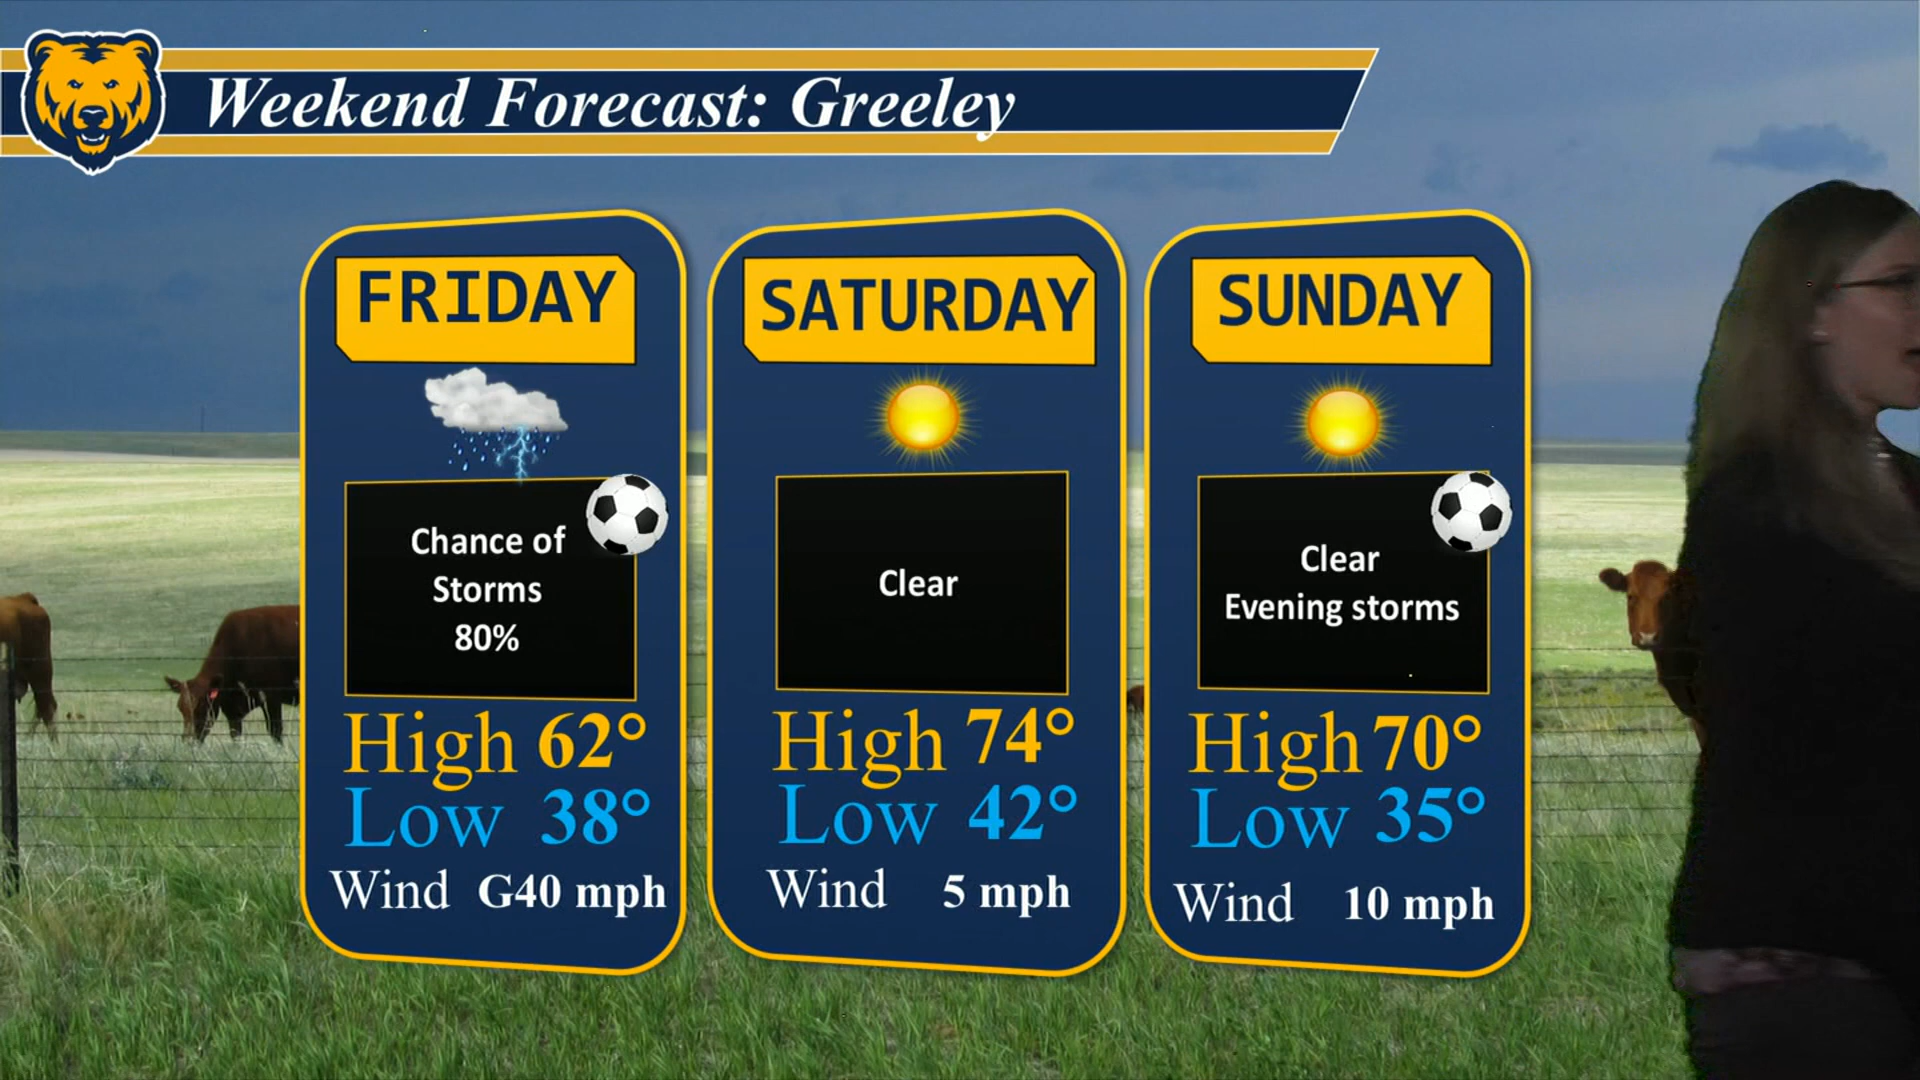 Weekend Forecast: Greeley
FRIDAY
Chance of
Storms
80%
High 62°
Low 38°
Wind G40 mph
SATURDAY
Clear
High 74°
Low 42°
Wind 5 mph
SUNDAY
Clear
Evening storms
High 70°
Low 35°
Wind 10 mph